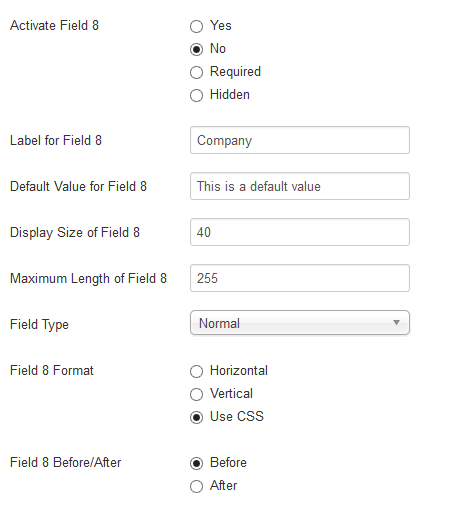 Activate Field 8 Yes
No
Required
Hidden
Label for Field 8 Company
Default Value for Field 8 This is a default value
Display Size of Field 8 40
Maximum Length of Field 8 255
Field Type Normal
Field 8 Format Horizontal
Vertical
Use CSS
Field 8 Before/After Before
After